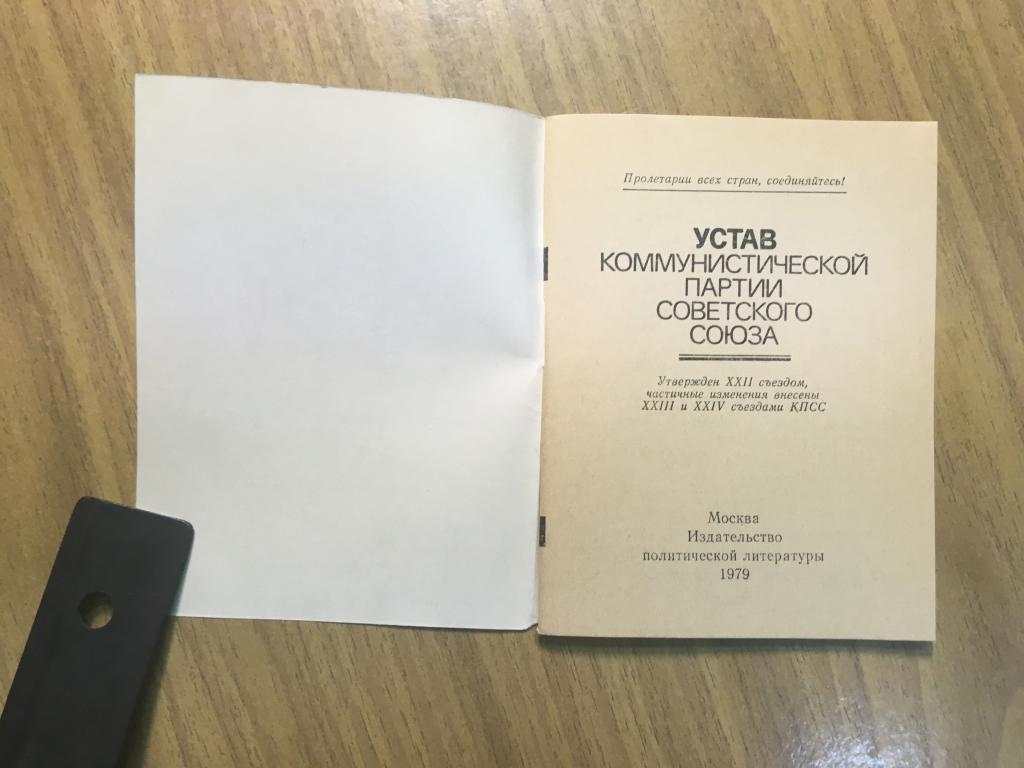 Пролетарии всех стран, соединяйтесь!
УСТАВ
КОММУНИСТИЧЕСКОЙ
ПАРТИИ
СОВЕТСКОГО
СОЮЗА
Утвержден XXII съездом,
частичные изменения внесены
XXIII и XXIV съездами КПСС
Москва
Издательство
политической литературы
1979